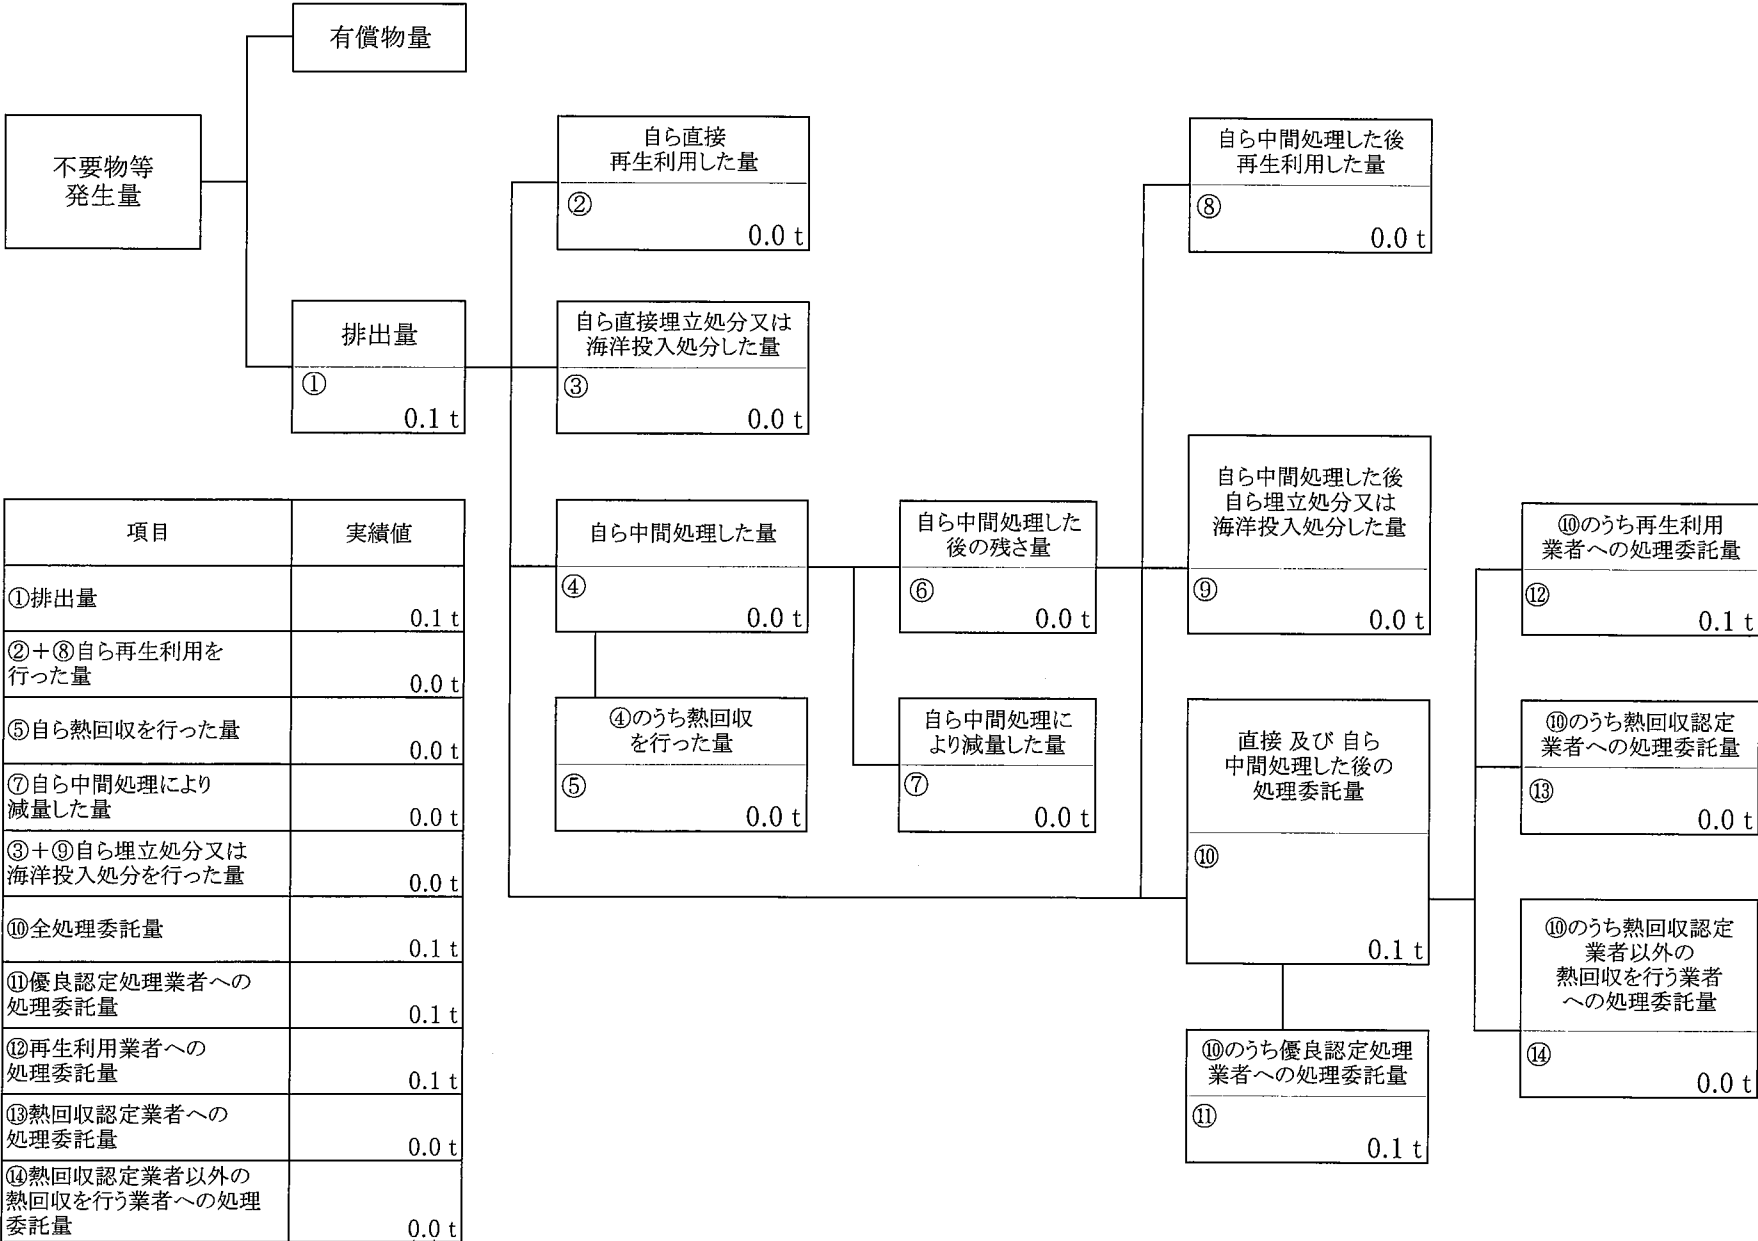 有償物量
不要物等
発生量
自ら直接
再生利用した量
②
0.0 t
自ら中間処理した後
再生利用した量
⑧
0.0 t
排出量
①
0.1 t
自ら直接埋立処分又は
海洋投入処分した量
③
0.0 t
自ら中間処理した量
④
0.0 t
自ら中間処理した
後の残さ量
⑥
0.0 t
自ら中間処理した後
自ら埋立処分又は
海洋投入処分した量
⑨
0.0 t
⑩のうち再生利用
業者への処理委託量
⑫
0.1 t
④のうち熱回収
を行った量
⑤
0.0 t
自ら中間処理に
より減量した量
⑦
0.0 t
直接 及び 自ら
中間処理した後の
処理委託量
⑩
0.1 t
⑩のうち熱回収認定
業者への処理委託量
⑬
0.0 t
⑩のうち熱回収認定
業者以外の
熱回収を行う業者
への処理委託量
⑭
0.0 t
⑩のうち優良認定処理
業者への処理委託量
⑪
0.1 t
項目 実績値
①排出量
0.1 t
②+⑧自ら再生利用を
行った量
0.0 t
⑤自ら熱回収を行った量
0.0 t
⑦自ら中間処理により
減量した量
0.0 t
③+⑨自ら埋立処分又は
海洋投入処分を行った量
0.0 t
⑩全処理委託量
0.1 t
⑪優良認定処理業者への
処理委託量
0.1 t
⑫再生利用業者への
処理委託量
0.1 t
⑬熱回収認定業者への
処理委託量
0.0 t
⑭熱回収認定業者以外の
熱回収を行う業者への処理
委託量
0.0 t